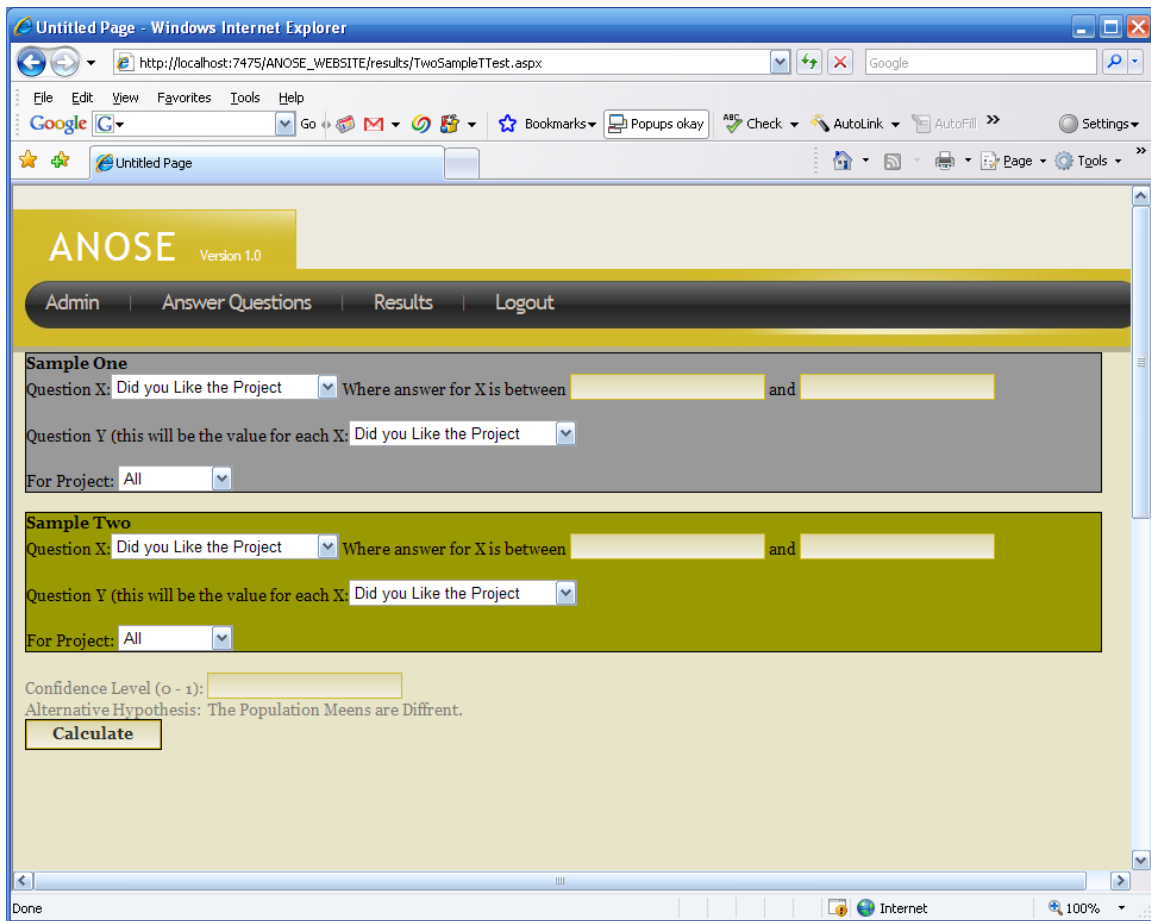 Untitled Page - Windows Internet Explorer
http://localhost:7475/ANOSE_WEBSITE/results/TwoSampleTTest.aspx
Google
File Edit View Favorites Tools Help
Google G Go Bookmarks Popups okay ABC Check AutoLink AutoFill » Settings
Untitled Page Page Tools »
ANOSE Version 1.0
Admin | Answer Questions | Results | Logout
Sample One
Question X: Did you Like the Project Where answer for X is between and
Question Y (this will be the value for each X: Did you Like the Project
For Project: All
Sample Two
Question X: Did you Like the Project Where answer for X is between and
Question Y (this will be the value for each X: Did you Like the Project
For Project: All
Confidence Level (0 - 1):
Alternative Hypothesis: The Population Meens are Diffrent.
Calculate
Done Internet 100%